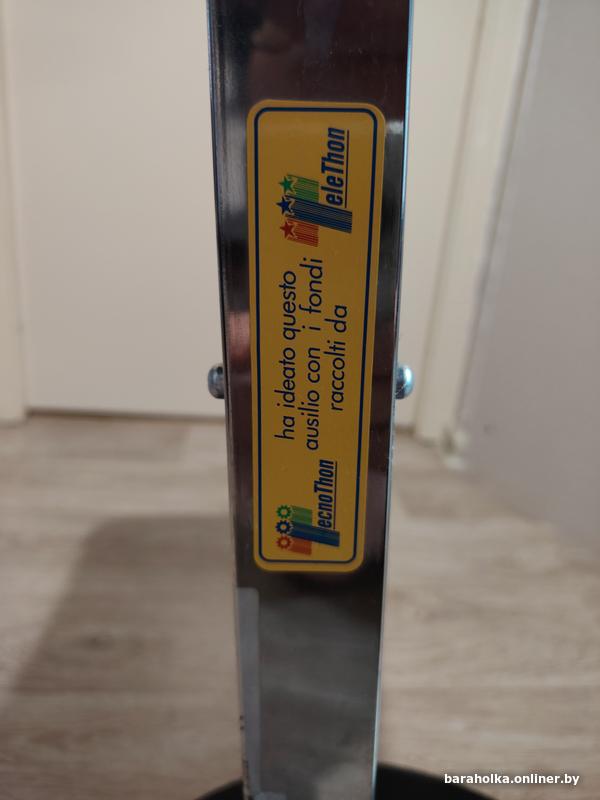 TecnoThon
ha ideato questo
ausilio con i fondi
raccolti da
TeleThon
baraholka.onliner.by